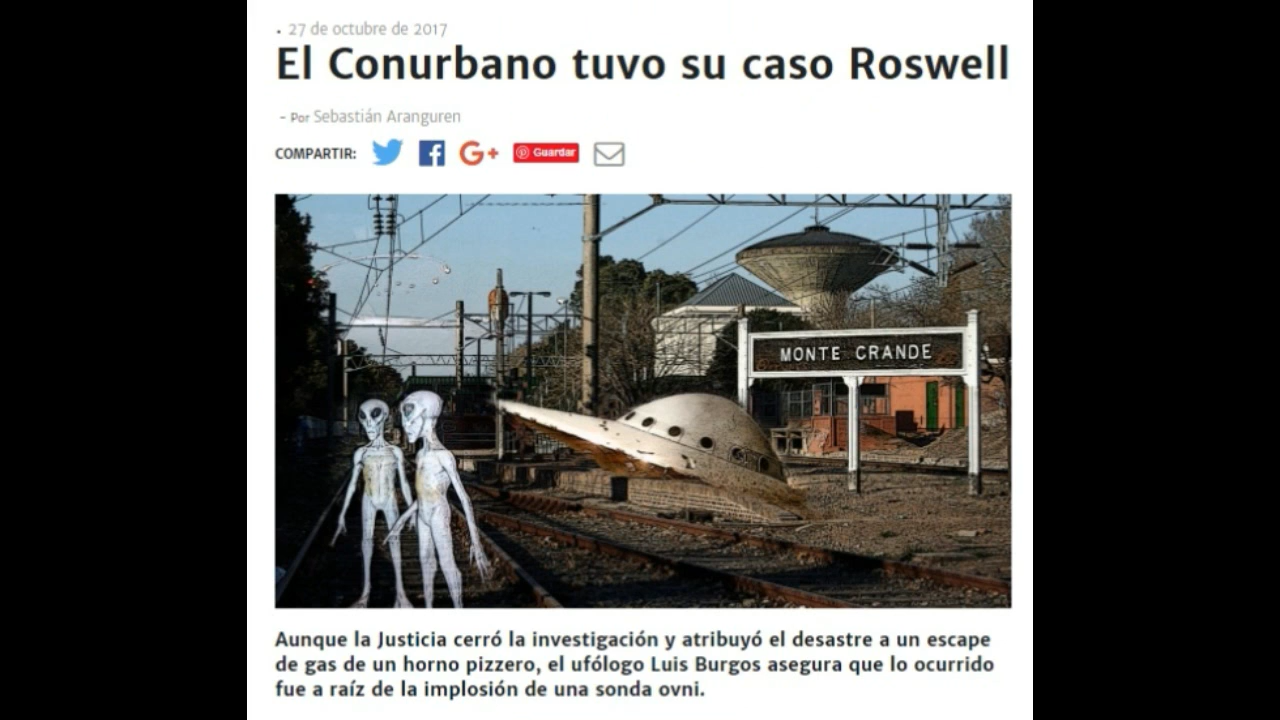 . 27 de octubre de 2017
El Conurbano tuvo su caso Roswell
- Por Sebastián Aranguren
COMPARTIR: G+ Guardar
MONTE GRANDE
Aunque la Justicia cerró la investigación y atribuyó el desastre a un escape
de gas de un horno pizzero, el ufólogo Luis Burgos asegura que lo ocurrido
fue a raíz de la implosión de una sonda ovni.